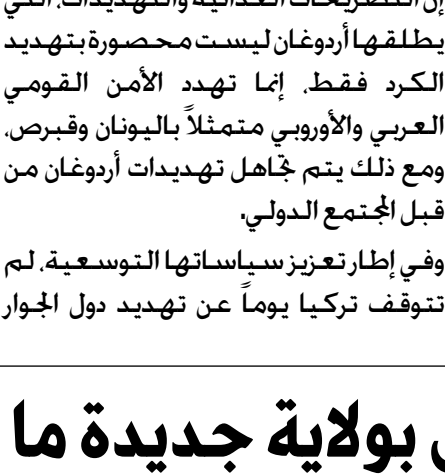 إن التصريحات العدائية والتهديدات، التي
يطلقها أردوغان ليست محصورة بتهديد
الكرد فقط، إنما تهدد الأمن القومي
العربي والأوروبي متمثلاً باليونان وقبرص،
ومع ذلك يتم تجاهل تهديدات أردوغان من
قبل المجتمع الدولي.
وفي إطار تعزيز سياساتها التوسعية، لم
تتوقف تركيا يوماً عن تهديد دول الجوار
بولاية جديدة ما